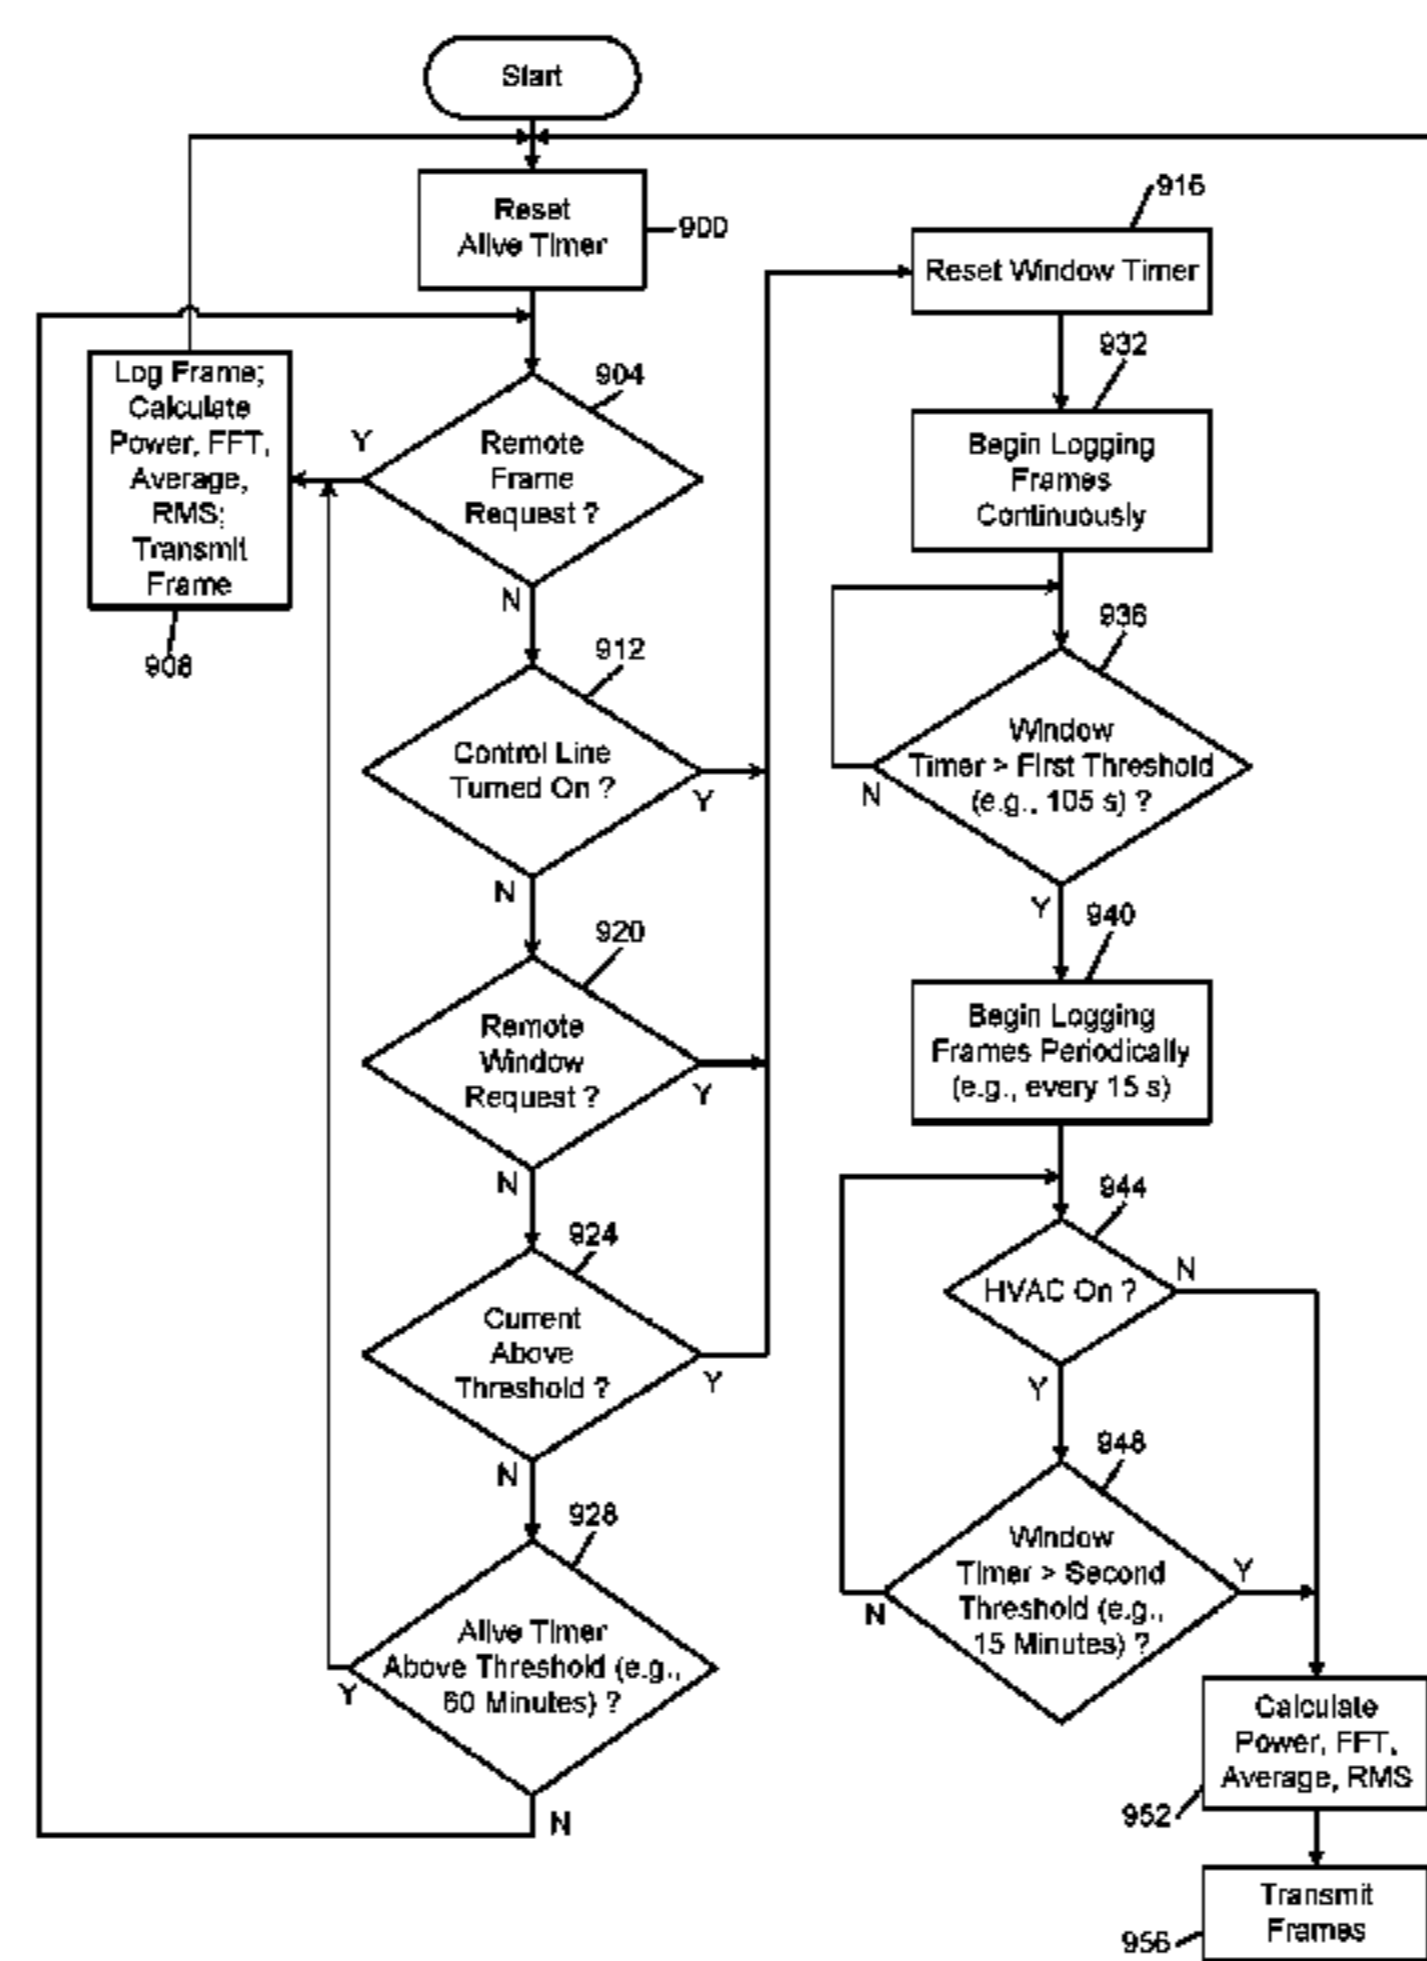 Start
Reset
Alive Timer
900
Log Frame;
Calculate
Power, FFT,
Average,
RMS;
Transmit
Frame
908
Y
Remote
Frame
Request ?
904
N
Control Line
Turned On ?
912
Y
N
Remote
Window
Request ?
920
Y
N
Current
Above
Threshold ?
924
Y
N
Alive Timer
Above Threshold (e.g.,
60 Minutes) ?
928
Y
N
916
Reset Window Timer
932
Begin Logging
Frames
Continuously
936
Window
Timer > First Threshold
(e.g., 105 s) ?
N
Y
940
Begin Logging
Frames Periodically
(e.g., every 15 s)
944
HVAC On ?
N
Y
948
Window
Timer > Second
Threshold (e.g.,
15 Minutes) ?
Y
N
Calculate
Power, FFT,
Average, RMS
952
Transmit
Frames
956